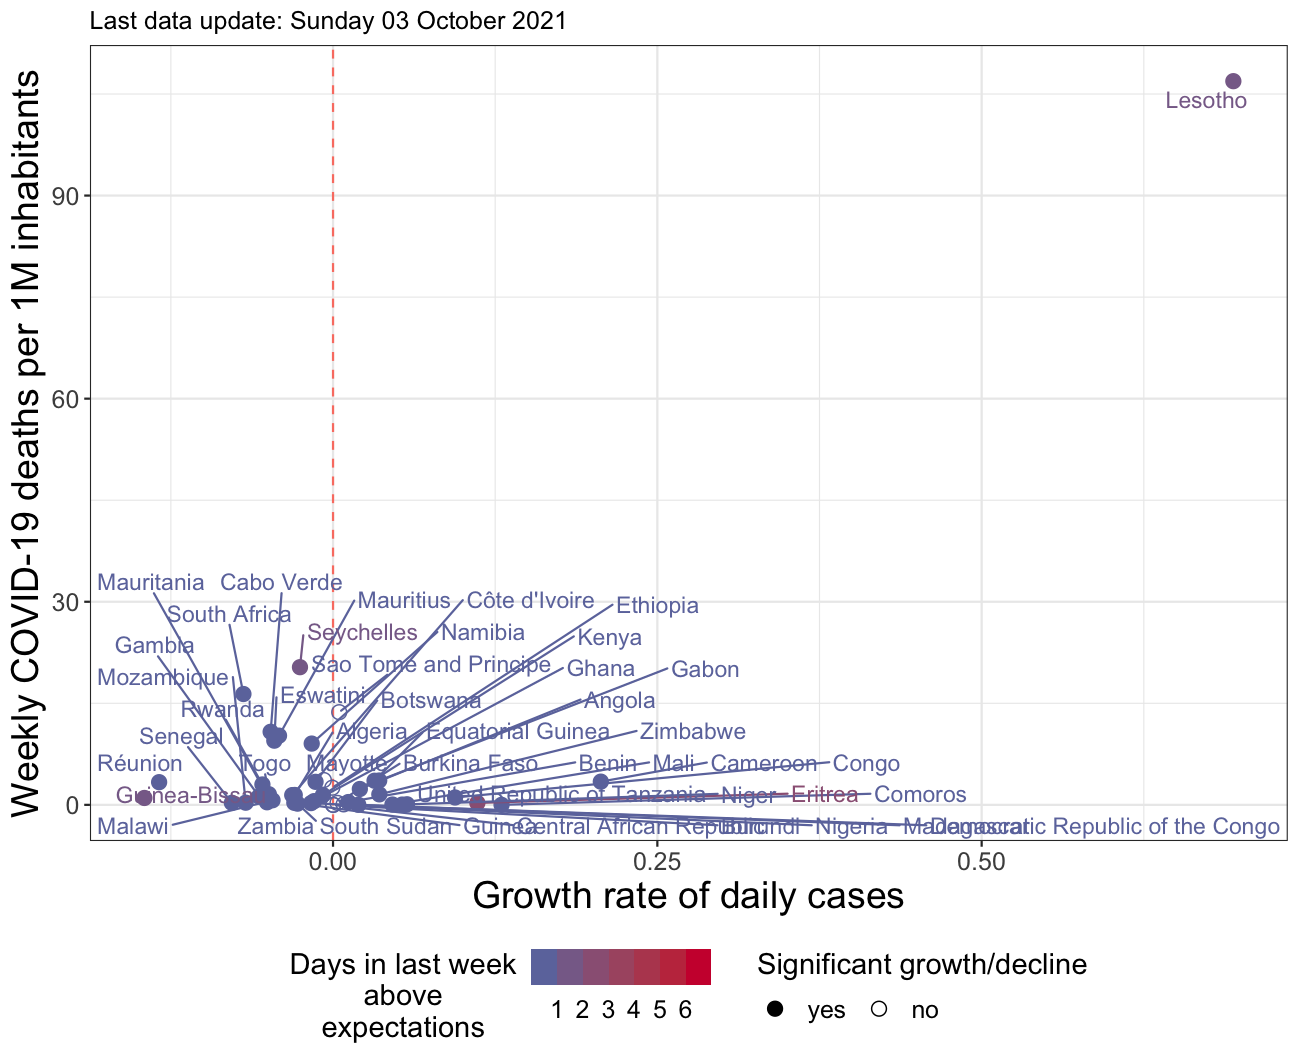 Last data update: Sunday 03 October 2021
Weekly COVID-19 deaths per 1M inhabitants
Lesotho
90
60
30
0
Mauritania
Cabo Verde
Mauritius
Côte d'Ivoire
Ethiopia
South Africa
Seychelles
Namibia
Kenya
Gambia
Sao Tome and Principe
Ghana
Gabon
Mozambique
Eswatini
Botswana
Angola
Rwanda
Algeria
Equatorial Guinea
Zimbabwe
Senegal
Réunion
Togo
Mayotte
Burkina Faso
Benin
Mali
Cameroon
Congo
Guinea-Bissau
United Republic of Tanzania
Niger
Eritrea
Comoros
Malawi
Zambia
South Sudan
Guinea
Central African Republic
Burundi
Nigeria
Madagascar
Democratic Republic of the Congo
0.00
0.25
0.50
Growth rate of daily cases
Days in last week
above
expectations
1 2 3 4 5 6
Significant growth/decline
yes
no